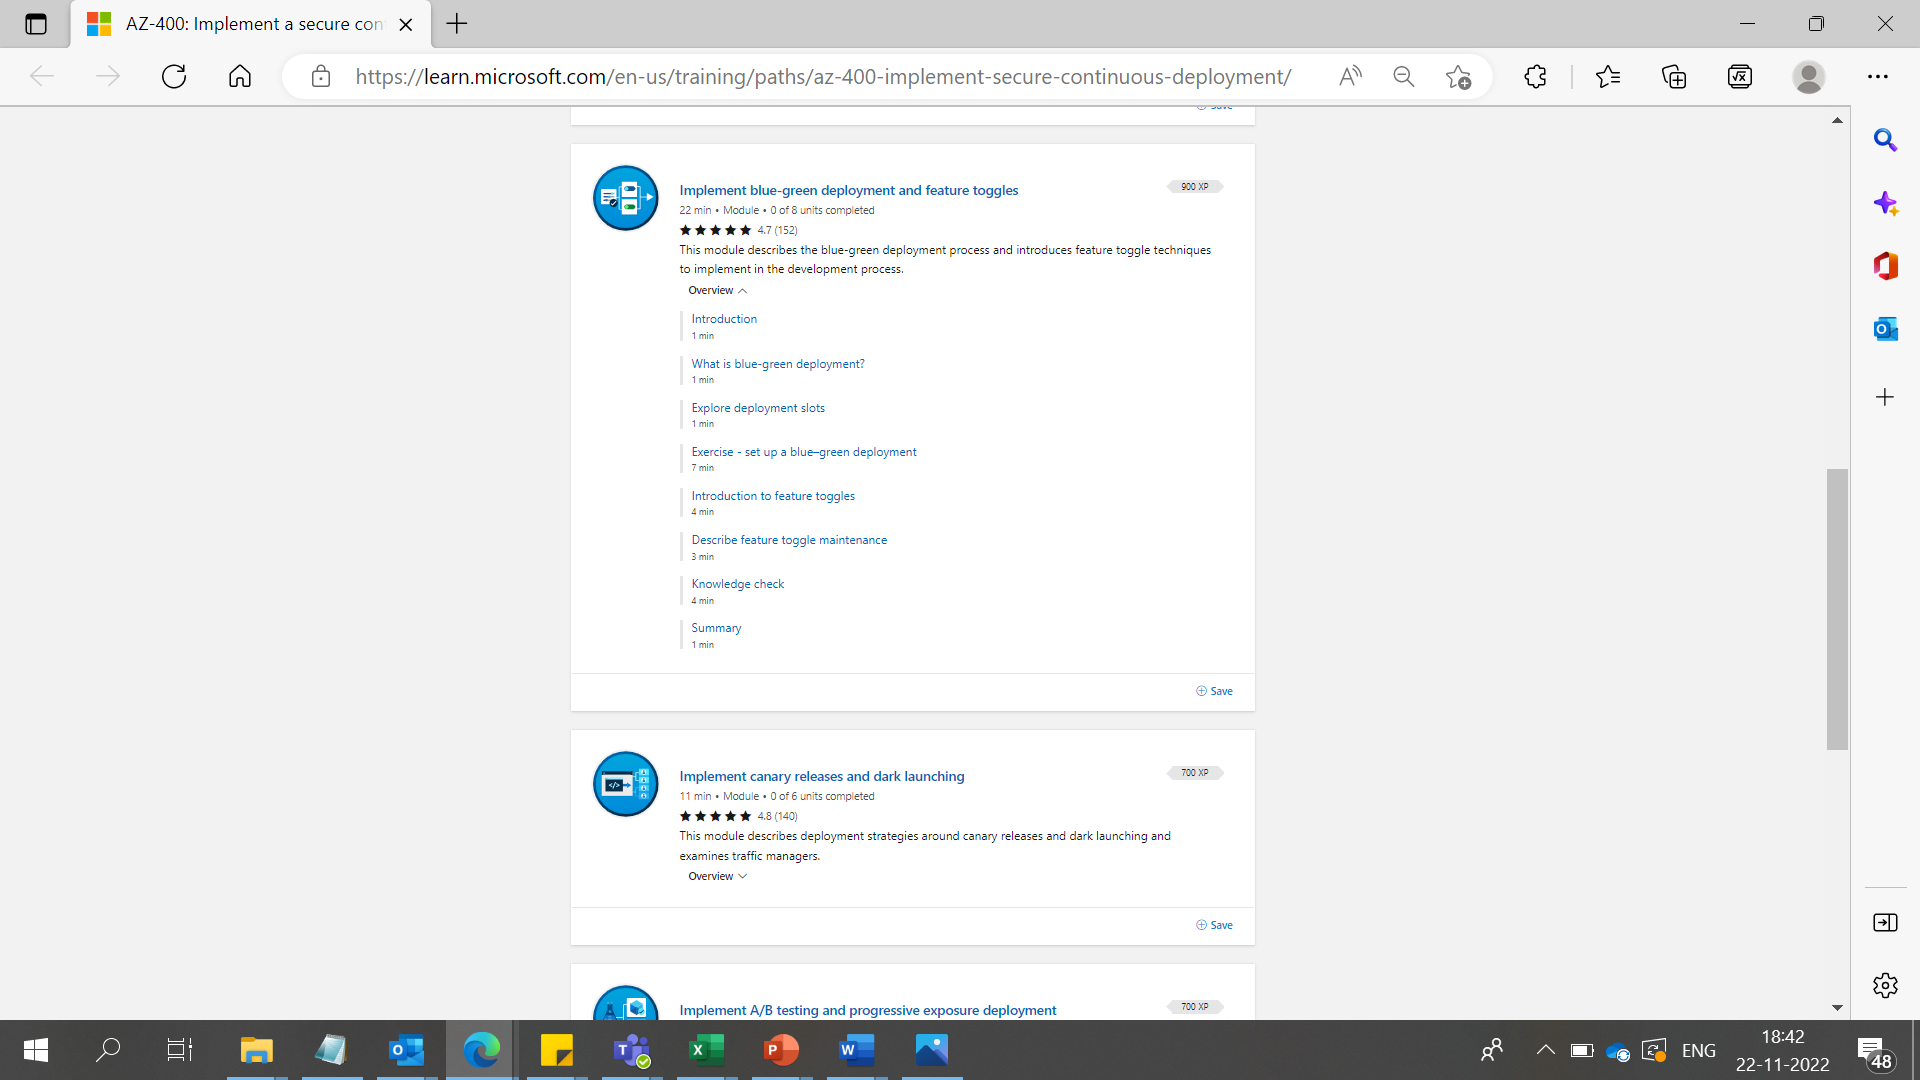 AZ-400: Implement a secure con
https://learn.microsoft.com/en-us/training/paths/az-400-implement-secure-continuous-deployment/
Implement blue-green deployment and feature toggles
900 XP
22 min • Module • 0 of 8 units completed
4.7 (152)
This module describes the blue-green deployment process and introduces feature toggle techniques
to implement in the development process.
Overview
Introduction
1 min
What is blue-green deployment?
1 min
Explore deployment slots
1 min
Exercise - set up a blue–green deployment
7 min
Introduction to feature toggles
4 min
Describe feature toggle maintenance
3 min
Knowledge check
4 min
Summary
1 min
Save
Implement canary releases and dark launching
700 XP
11 min • Module • 0 of 6 units completed
4.8 (140)
This module describes deployment strategies around canary releases and dark launching and
examines traffic managers.
Overview
Save
Implement A/B testing and progressive exposure deployment
700 XP
ENG
18:42
22-11-2022
48